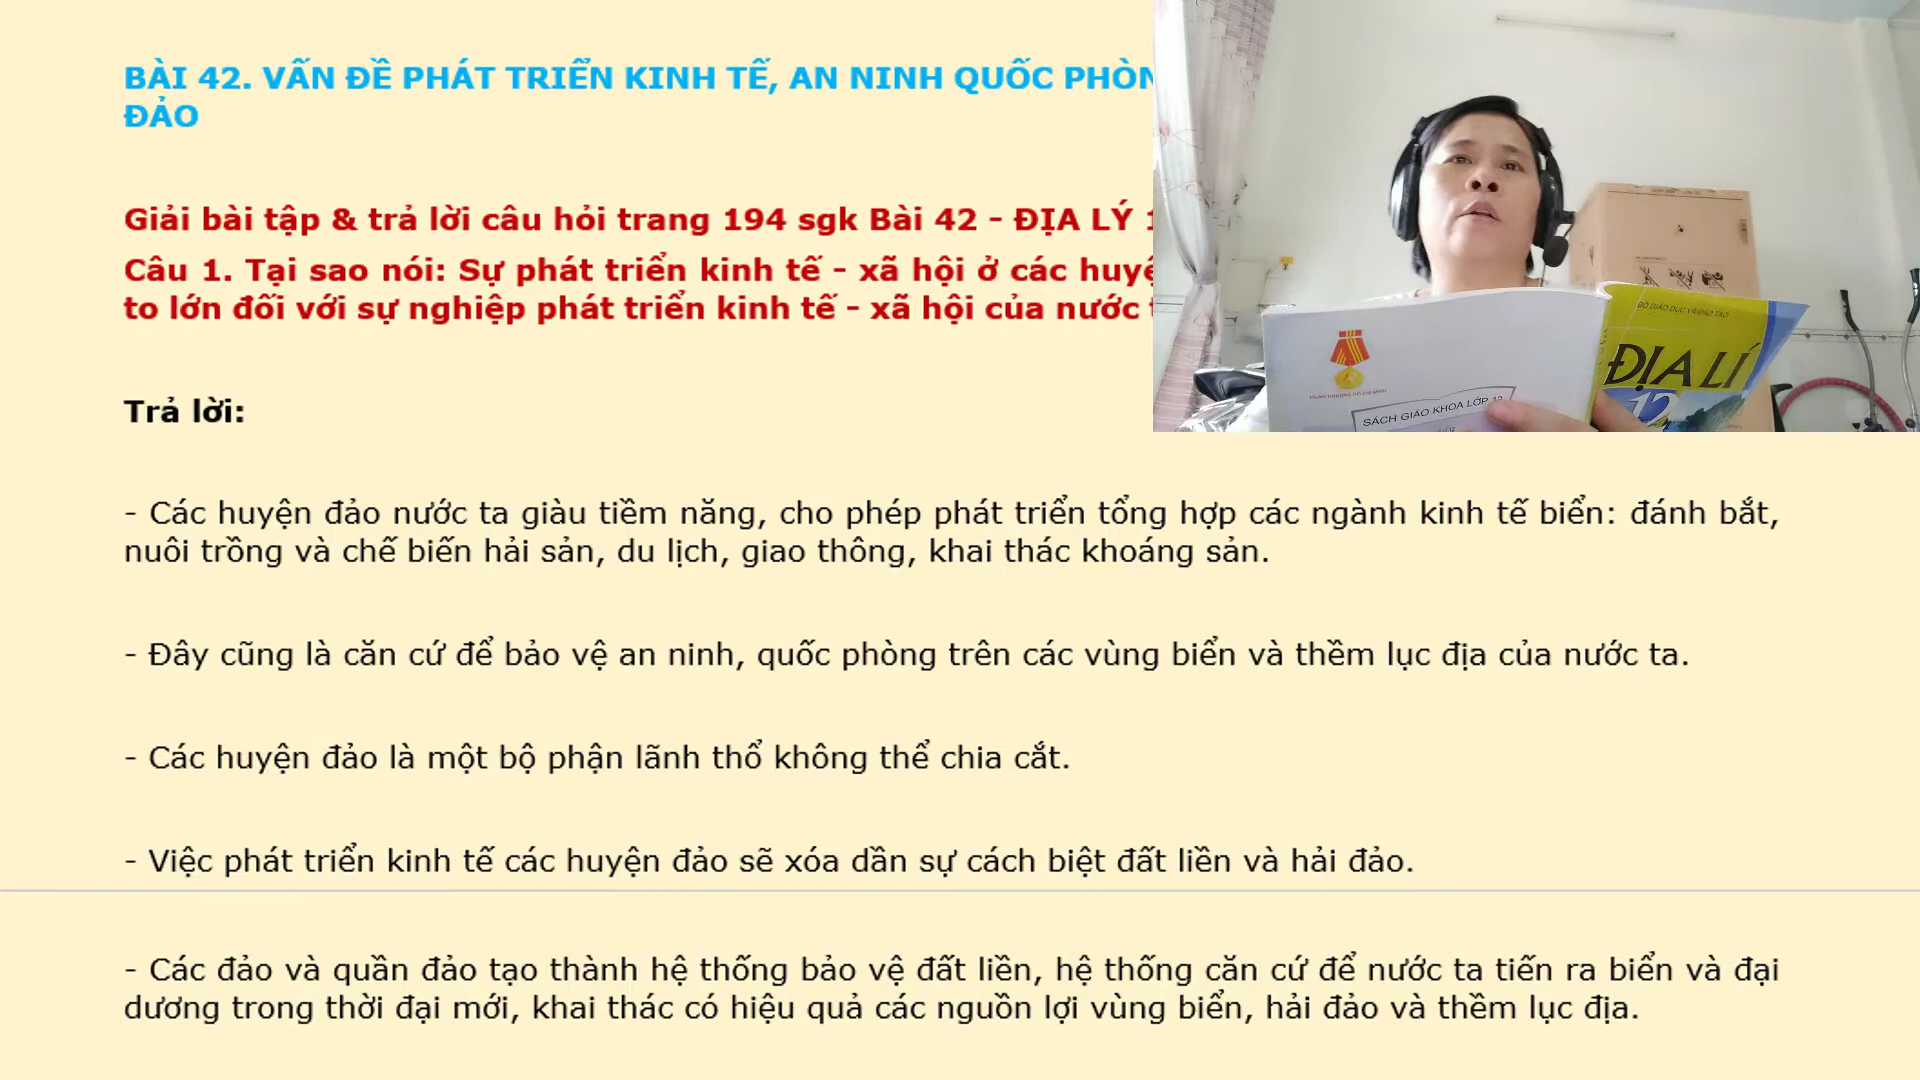 BÀI 42. VẤN ĐỀ PHÁT TRIỂN KINH TẾ, AN NINH QUỐC PHÒN
ĐẢO
Giải bài tập & trả lời câu hỏi trang 194 sgk Bài 42 - ĐỊA LÝ
Câu 1. Tại sao nói: Sự phát triển kinh tế - xã hội ở các huyệ
to lớn đối với sự nghiệp phát triển kinh tế - xã hội của nước
Trả lời:
- Các huyện đảo nước ta giàu tiềm năng, cho phép phát triển tổng hợp các ngành kinh tế biển: đánh bắt,
nuôi trồng và chế biến hải sản, du lịch, giao thông, khai thác khoáng sản.
- Đây cũng là căn cứ để bảo vệ an ninh, quốc phòng trên các vùng biển và thềm lục địa của nước ta.
- Các huyện đảo là một bộ phận lãnh thổ không thể chia cắt.
- Việc phát triển kinh tế các huyện đảo sẽ xóa dần sự cách biệt đất liền và hải đảo.
- Các đảo và quần đảo tạo thành hệ thống bảo vệ đất liền, hệ thống căn cứ để nước ta tiến ra biển và đại
dương trong thời đại mới, khai thác có hiệu quả các nguồn lợi vùng biển, hải đảo và thềm lục địa.
BỘ GIÁO DỤC VÀ ĐÀO TẠO
ĐỊA LÍ
12
SÁCH GIÁO KHOA LỚP 12